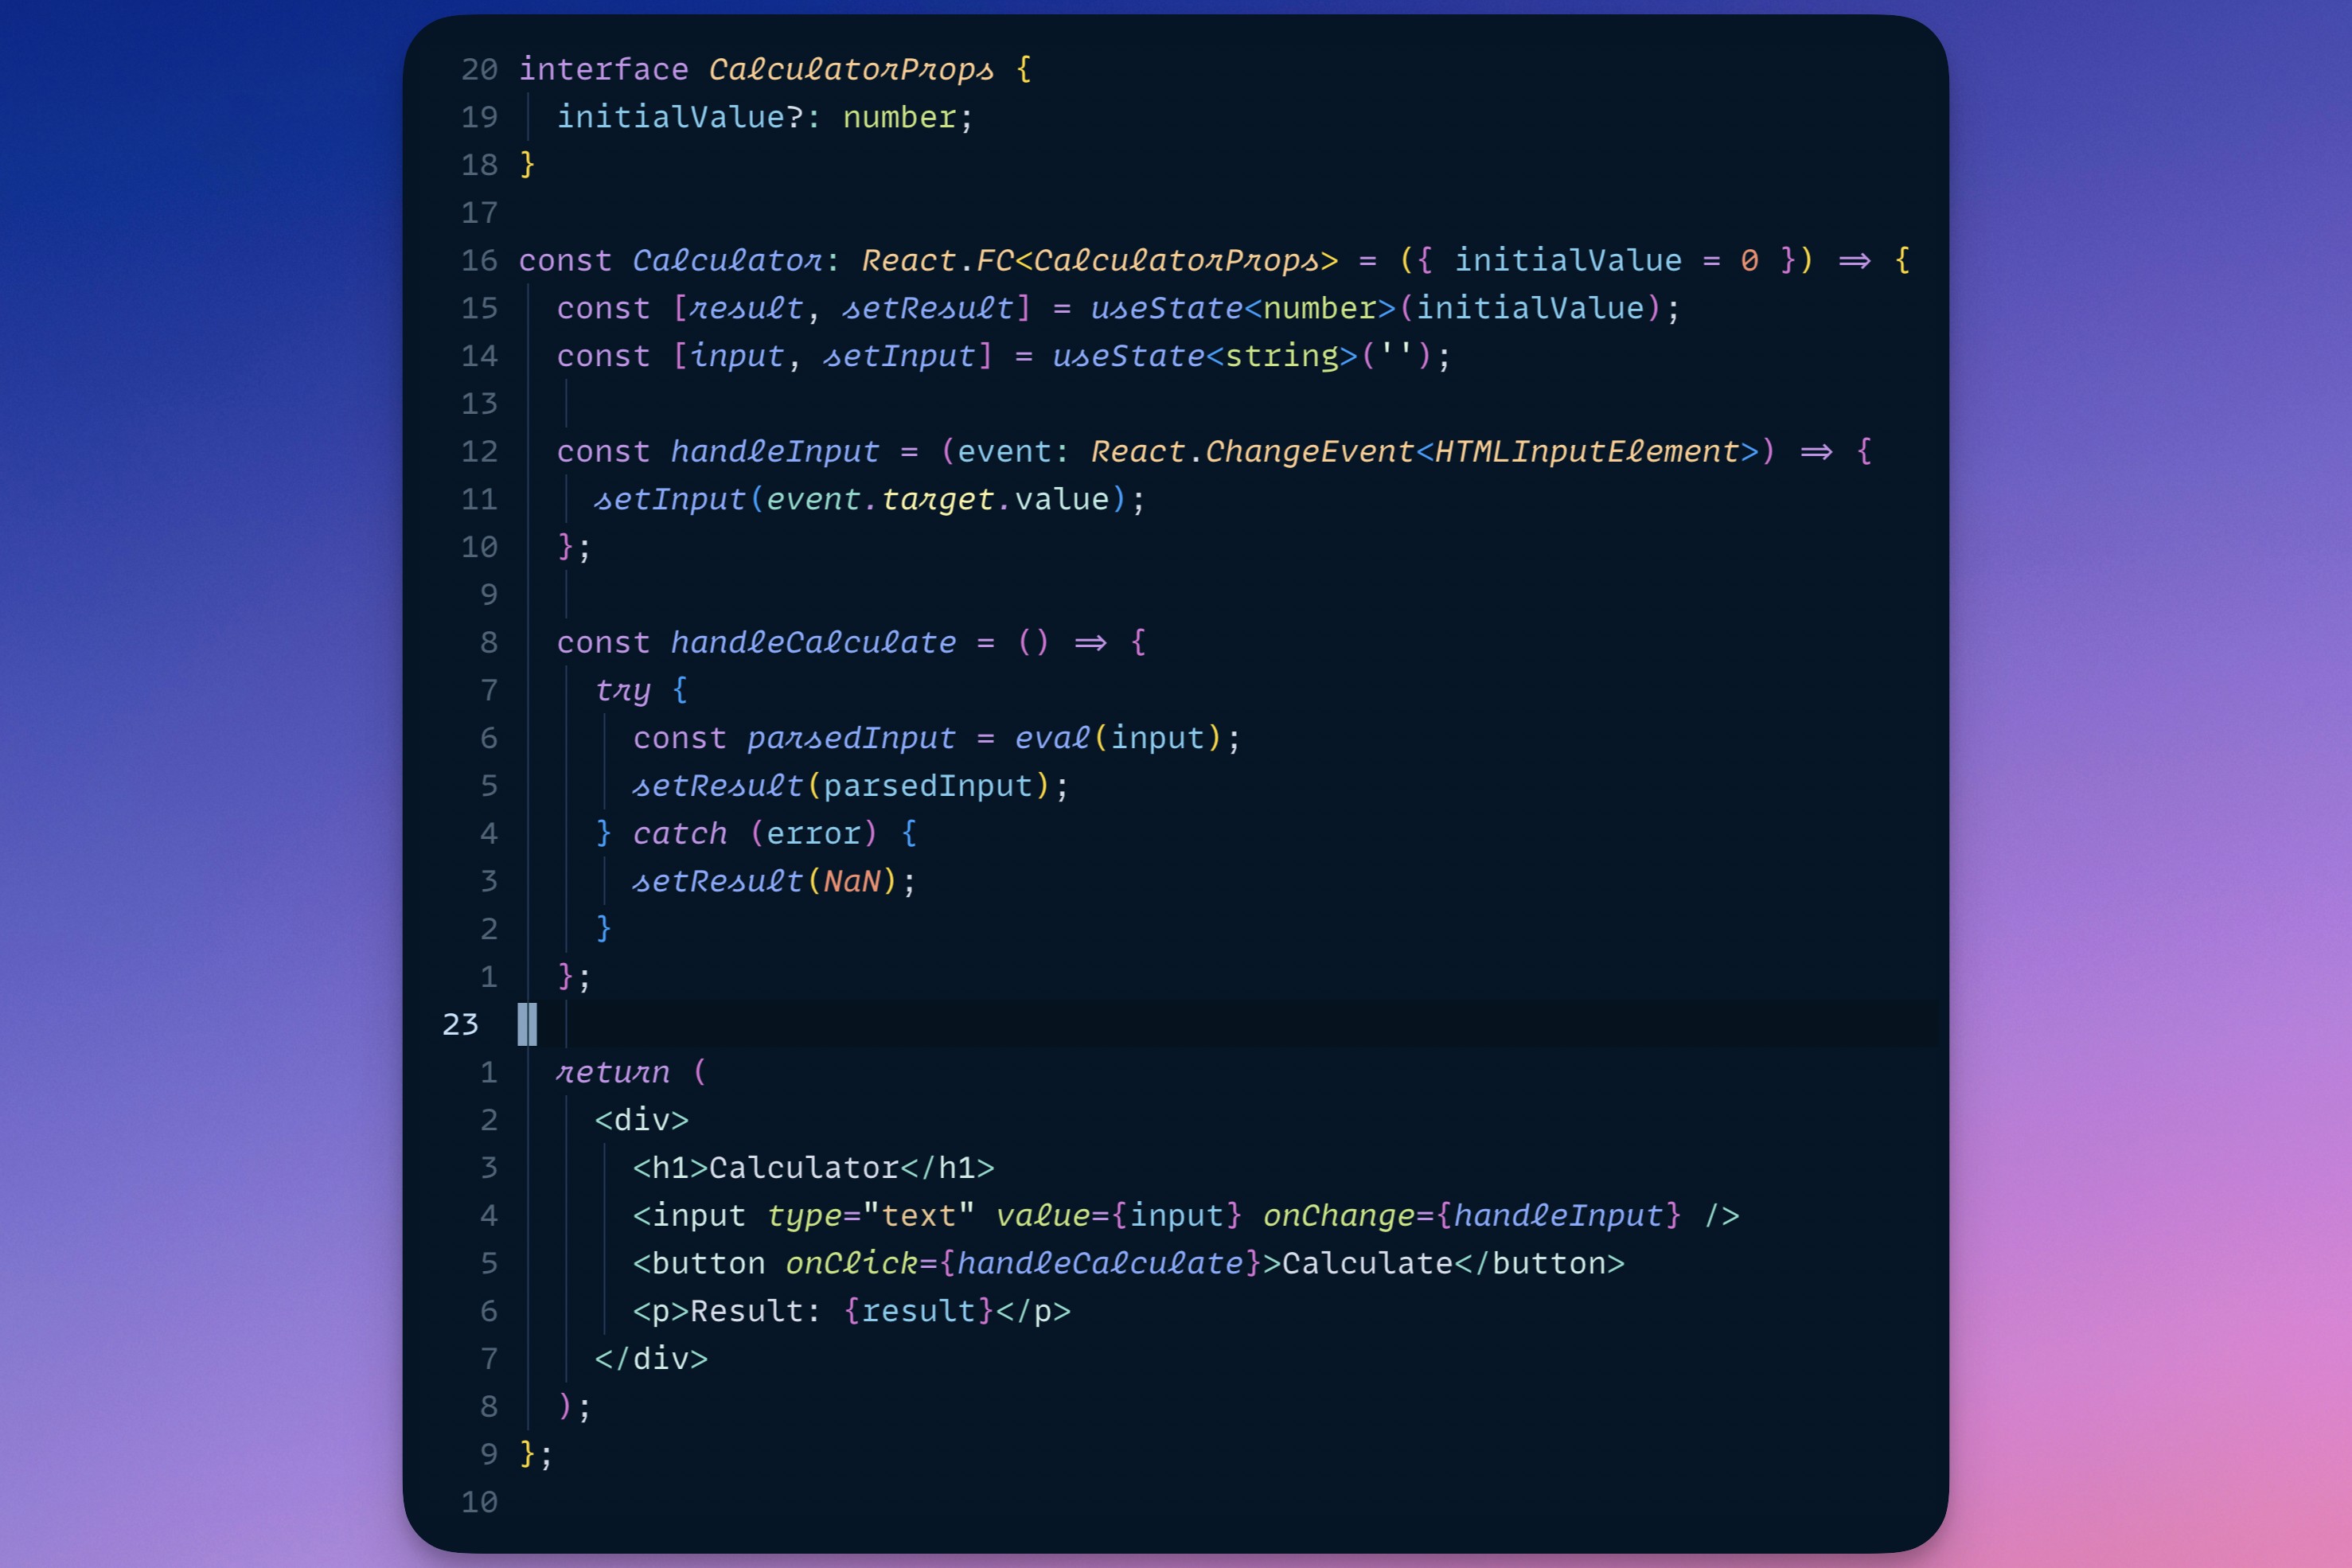 20 interface CalculatorProps {
19   initialValue?: number;
18 }
17
16 const Calculator: React.FC<CalculatorProps> = ({ initialValue = 0 }) => {
15   const [result, setResult] = useState<number>(initialValue);
14   const [input, setInput] = useState<string>('');
13
12   const handleInput = (event: React.ChangeEvent<HTMLInputElement>) => {
11     setInput(event.target.value);
10   };
9
8   const handleCalculate = () => {
7     try {
6       const parsedInput = eval(input);
5       setResult(parsedInput);
4     } catch (error) {
3       setResult(NaN);
2     }
1   };
23
1   return (
2     <div>
3       <h1>Calculator</h1>
4       <input type="text" value={input} onChange={handleInput} />
5       <button onClick={handleCalculate}>Calculate</button>
6       <p>Result: {result}</p>
7     </div>
8   );
9 };
10